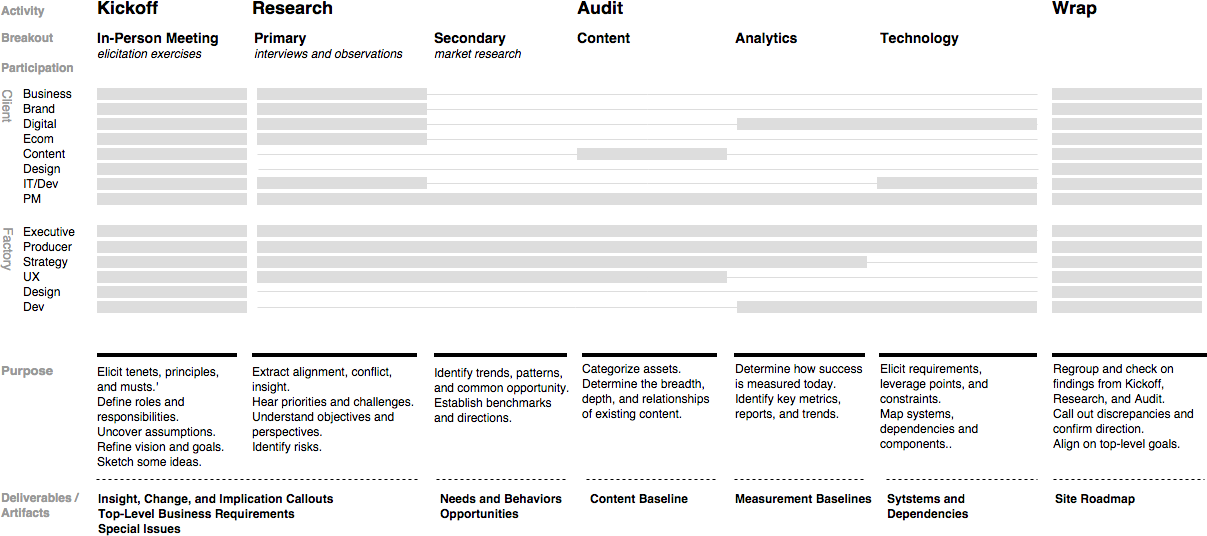 Activity Kickoff Research Audit Wrap
Breakout In-Person Meeting Primary Secondary Content Analytics Technology
elicitation exercises interviews and observations market research
Participation
Client
Business
Brand
Digital
Ecom
Content
Design
IT/Dev
PM
Factory
Executive
Producer
Strategy
UX
Design
Dev
Purpose
Elicit tenets, principles,
and musts.'
Define roles and
responsibilities.
Uncover assumptions.
Refine vision and goals.
Sketch some ideas.
Extract alignment, conflict,
insight.
Hear priorities and challenges.
Understand objectives and
perspectives.
Identify risks.
Identify trends, patterns,
and common opportunity.
Establish benchmarks
and directions.
Categorize assets.
Determine the breadth,
depth, and relationships
of existing content.
Determine how success
is measured today.
Identify key metrics,
reports, and trends.
Elicit requirements,
leverage points, and
constraints.
Map systems,
dependencies and
components..
Regroup and check on
findings from Kickoff,
Research, and Audit.
Call out discrepancies and
confirm direction.
Align on top-level goals.
Deliverables /
Artifacts
Insight, Change, and Implication Callouts
Top-Level Business Requirements
Special Issues
Needs and Behaviors
Opportunities
Content Baseline
Measurement Baselines
Sytstems and
Dependencies
Site Roadmap